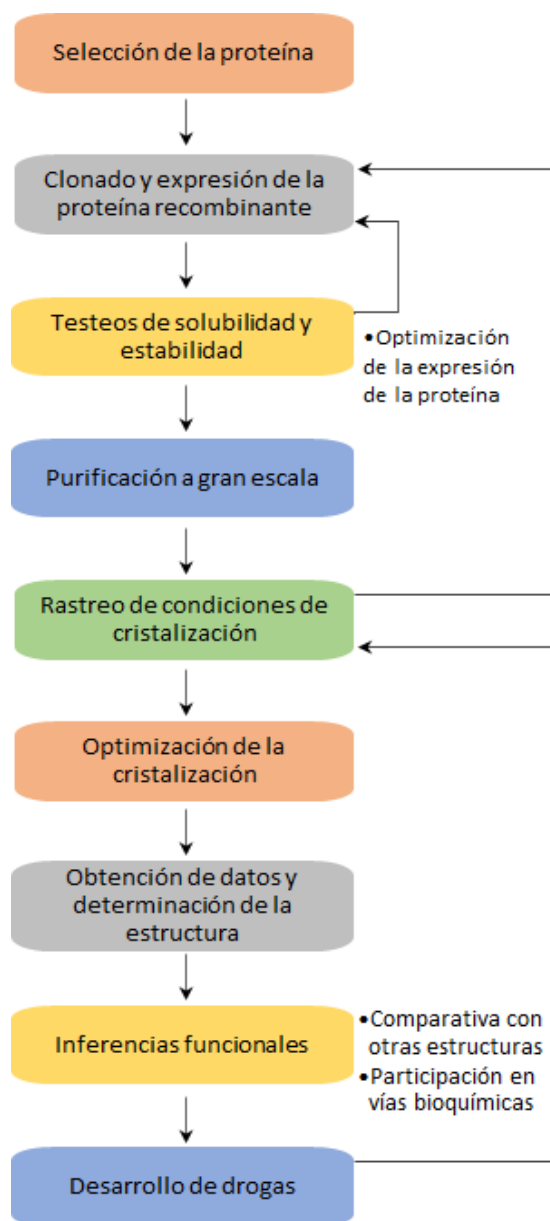 Selección de la proteína
Clonado y expresión de la
proteína recombinante
Testeos de solubilidad y
estabilidad
•Optimización
de la expresión
de la proteína
Purificación a gran escala
Rastreo de condiciones de
cristalización
Optimización de la
cristalización
Obtención de datos y
determinación de la
estructura
Inferencias funcionales
•Comparativa con
otras estructuras
•Participación en
vías bioquímicas
Desarrollo de drogas